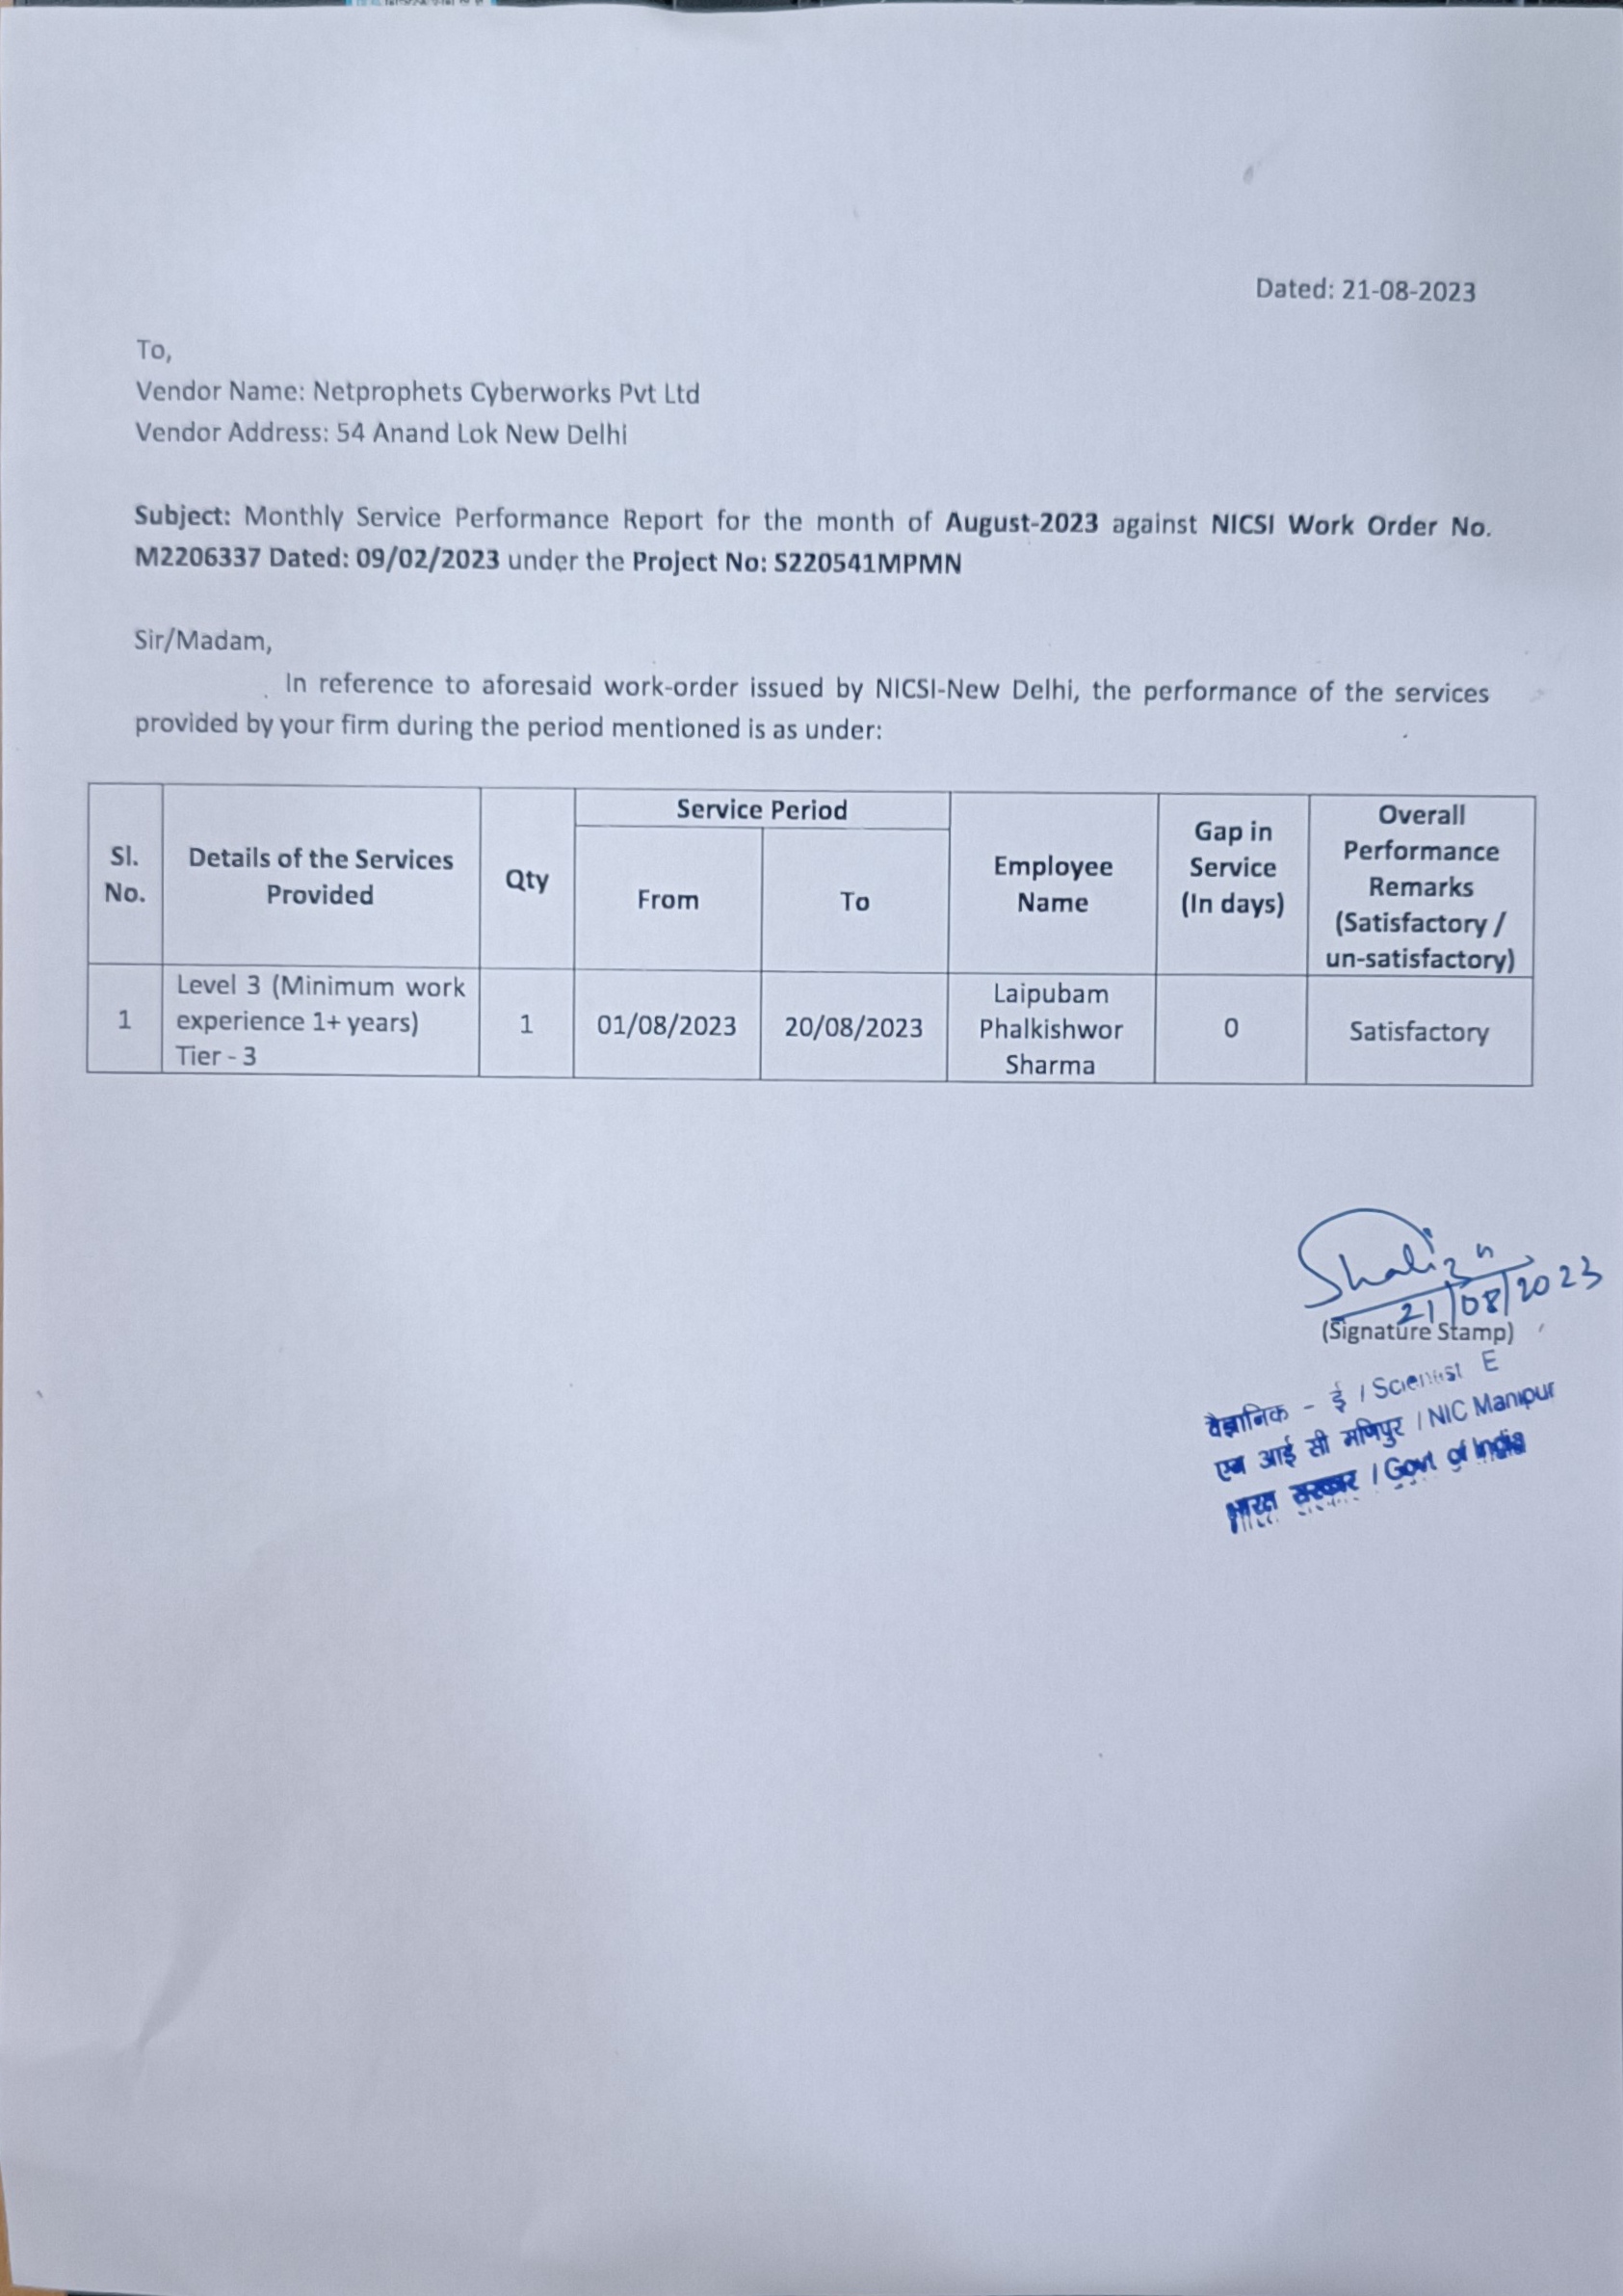 Dated: 21-08-2023
To,
Vendor Name: Netprophets Cyberworks Pvt Ltd
Vendor Address: 54 Anand Lok New Delhi
Subject: Monthly Service Performance Report for the month of August-2023 against NICSI Work Order No.
M2206337 Dated: 09/02/2023 under the Project No: S220541MPMN
Sir/Madam,
In reference to aforesaid work-order issued by NICSI-New Delhi, the performance of the services
provided by your firm during the period mentioned is as under:
Sl. No. Details of the Services Provided Qty Service Period From To Employee Name Gap in Service (In days) Overall Performance Remarks (Satisfactory / un-satisfactory)
1 Level 3 (Minimum work experience 1+ years) Tier - 3 1 01/08/2023 20/08/2023 Laipubam Phalkishwor Sharma 0 Satisfactory
21/08/2023
(Signature Stamp)
वैज्ञानिक - ई / Scientist E
एन आई सी मणिपुर / NIC Manipur
भारत सरकार / Govt of India